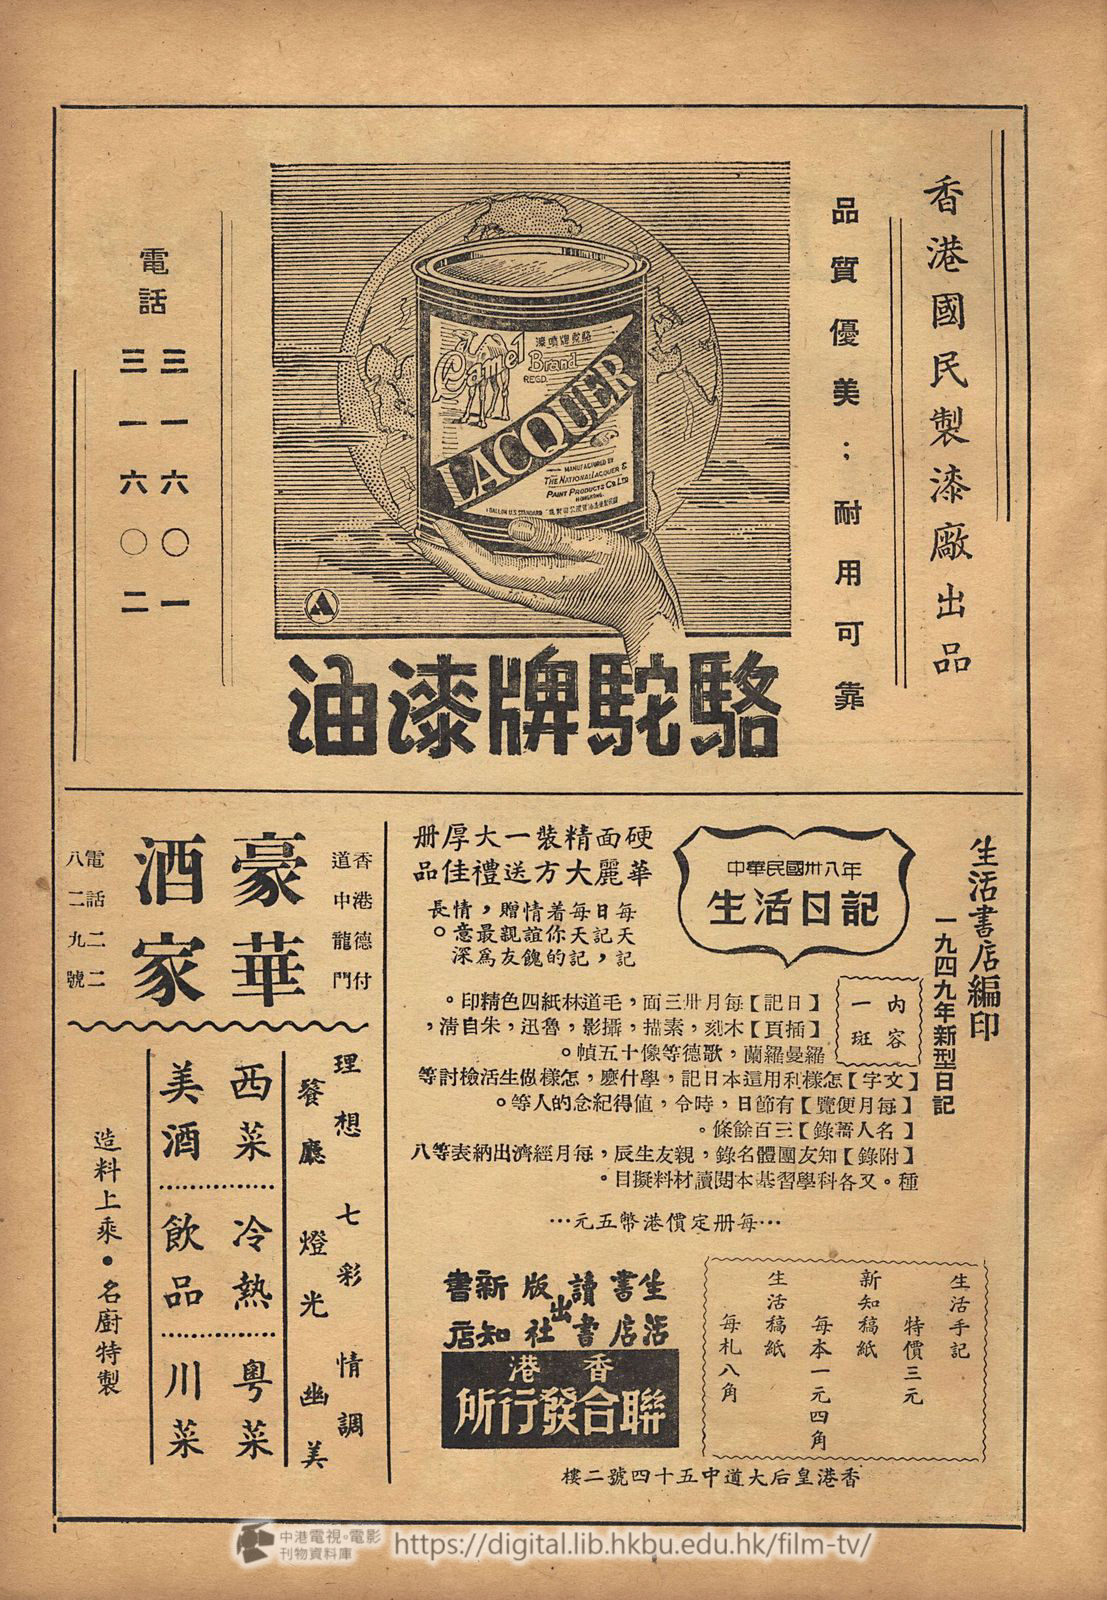 香港國民製漆廠出品
品質優美；耐用可靠
駱駝牌噴漆
Camel
Brand
REGD.
LACQUER
MANUFACTURED BY
THE NATIONAL LACQUER &
PAINT PRODUCTS CO LTD
HONGKONG.
1 GALLON U.S. STANDARD
駱駝牌漆油
電話
三一六〇一
三一六〇二
生活書店編印
一九四九年新型日記
中華民國卅八年
生活日記
硬面精裝一大厚册
華麗大方送禮佳品
每日每着情贈，情長
天記天你誼親最意。
記，記的餽友爲深
內容一班
【日記】每月卅三面，毛道林紙四色精印。
【插頁】木刻，素描，攝影，魯迅，朱自清，
羅曼羅蘭，歌德等像十五幀。
【文字】怎樣利用這本日記，學什麼，怎樣做生活檢討等
【每月便覽】有節日，時令，值得紀念的人等。
【名人語錄】三百餘條。
【附錄】知友團體名錄，親友生辰，每月經濟出納表等八
種。又各科學習基本閱讀材料擬目。
…每册定價港幣五元…
生活手記
特價三元
新知稿紙
每本一元四角
生活稿紙
每札八角
生活書店
讀書出版社
新知書店
香港
聯合發行所
香港皇后大道中五十四號二樓
香港德付
道中龍門
豪華
酒家
電話二二
八二九號
理想餐廳
七彩燈光
情調幽美
西菜
冷熱
粵菜
美酒
飲品
川菜
造料上乘•名廚特製
中港電視·電影
刊物資料庫
https://digital.lib.hkbu.edu.hk/film-tv/